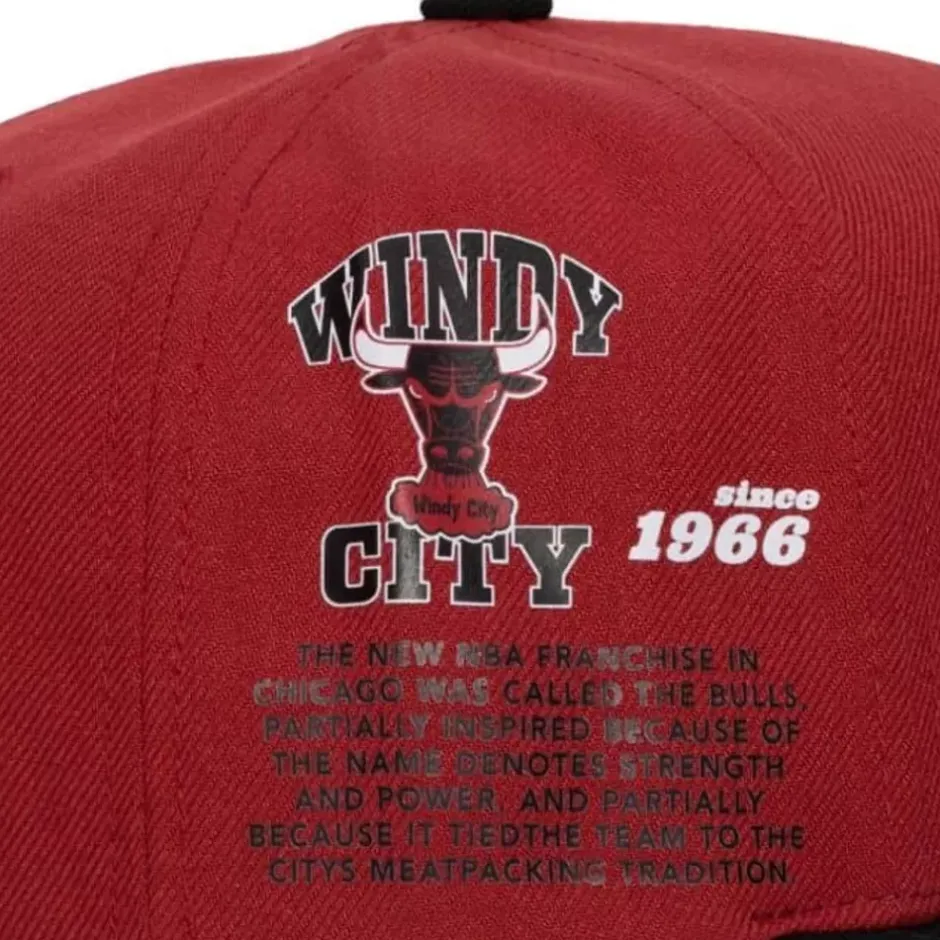 WINDY
Windy City
CITY
since
1966
THE NEW NBA FRANCHISE IN
CHICAGO WAS CALLED THE BULLS,
PARTIALLY INSPIRED BECAUSE OF
THE NAME DENOTES STRENGTH
AND POWER, AND PARTIALLY
BECAUSE IT TIEDTHE TEAM TO THE
CITYS MEATPACKING TRADITION